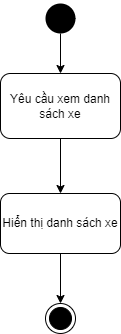 Yêu cầu xem danh
sách xe
Hiển thị danh sách xe